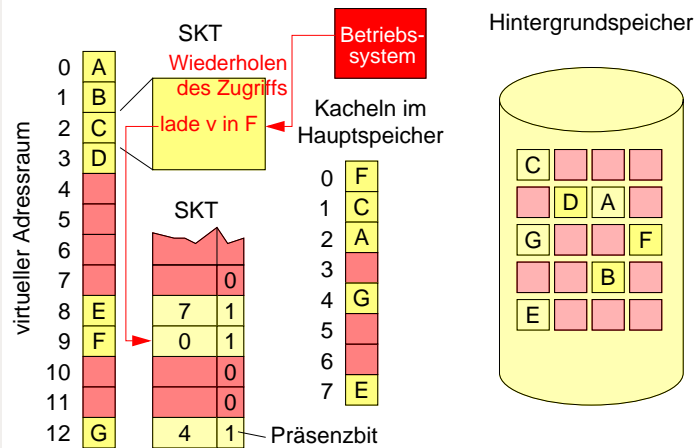 SKT
Betriebs-
system
Hintergrundspeicher
Wiederholen
des Zugriffs
lade v in F
Kacheln im
Hauptspeicher
virtueller Adressraum
0 A
1 B
2 C
3 D
4
5
6
7
8 E
9 F
10
11
12 G
SKT
0
7 1
0 1
0
0
4 1
Präsenzbit
0 F
1 C
2 A
3
4 G
5
6
7 E
C
D A
G F
B
E